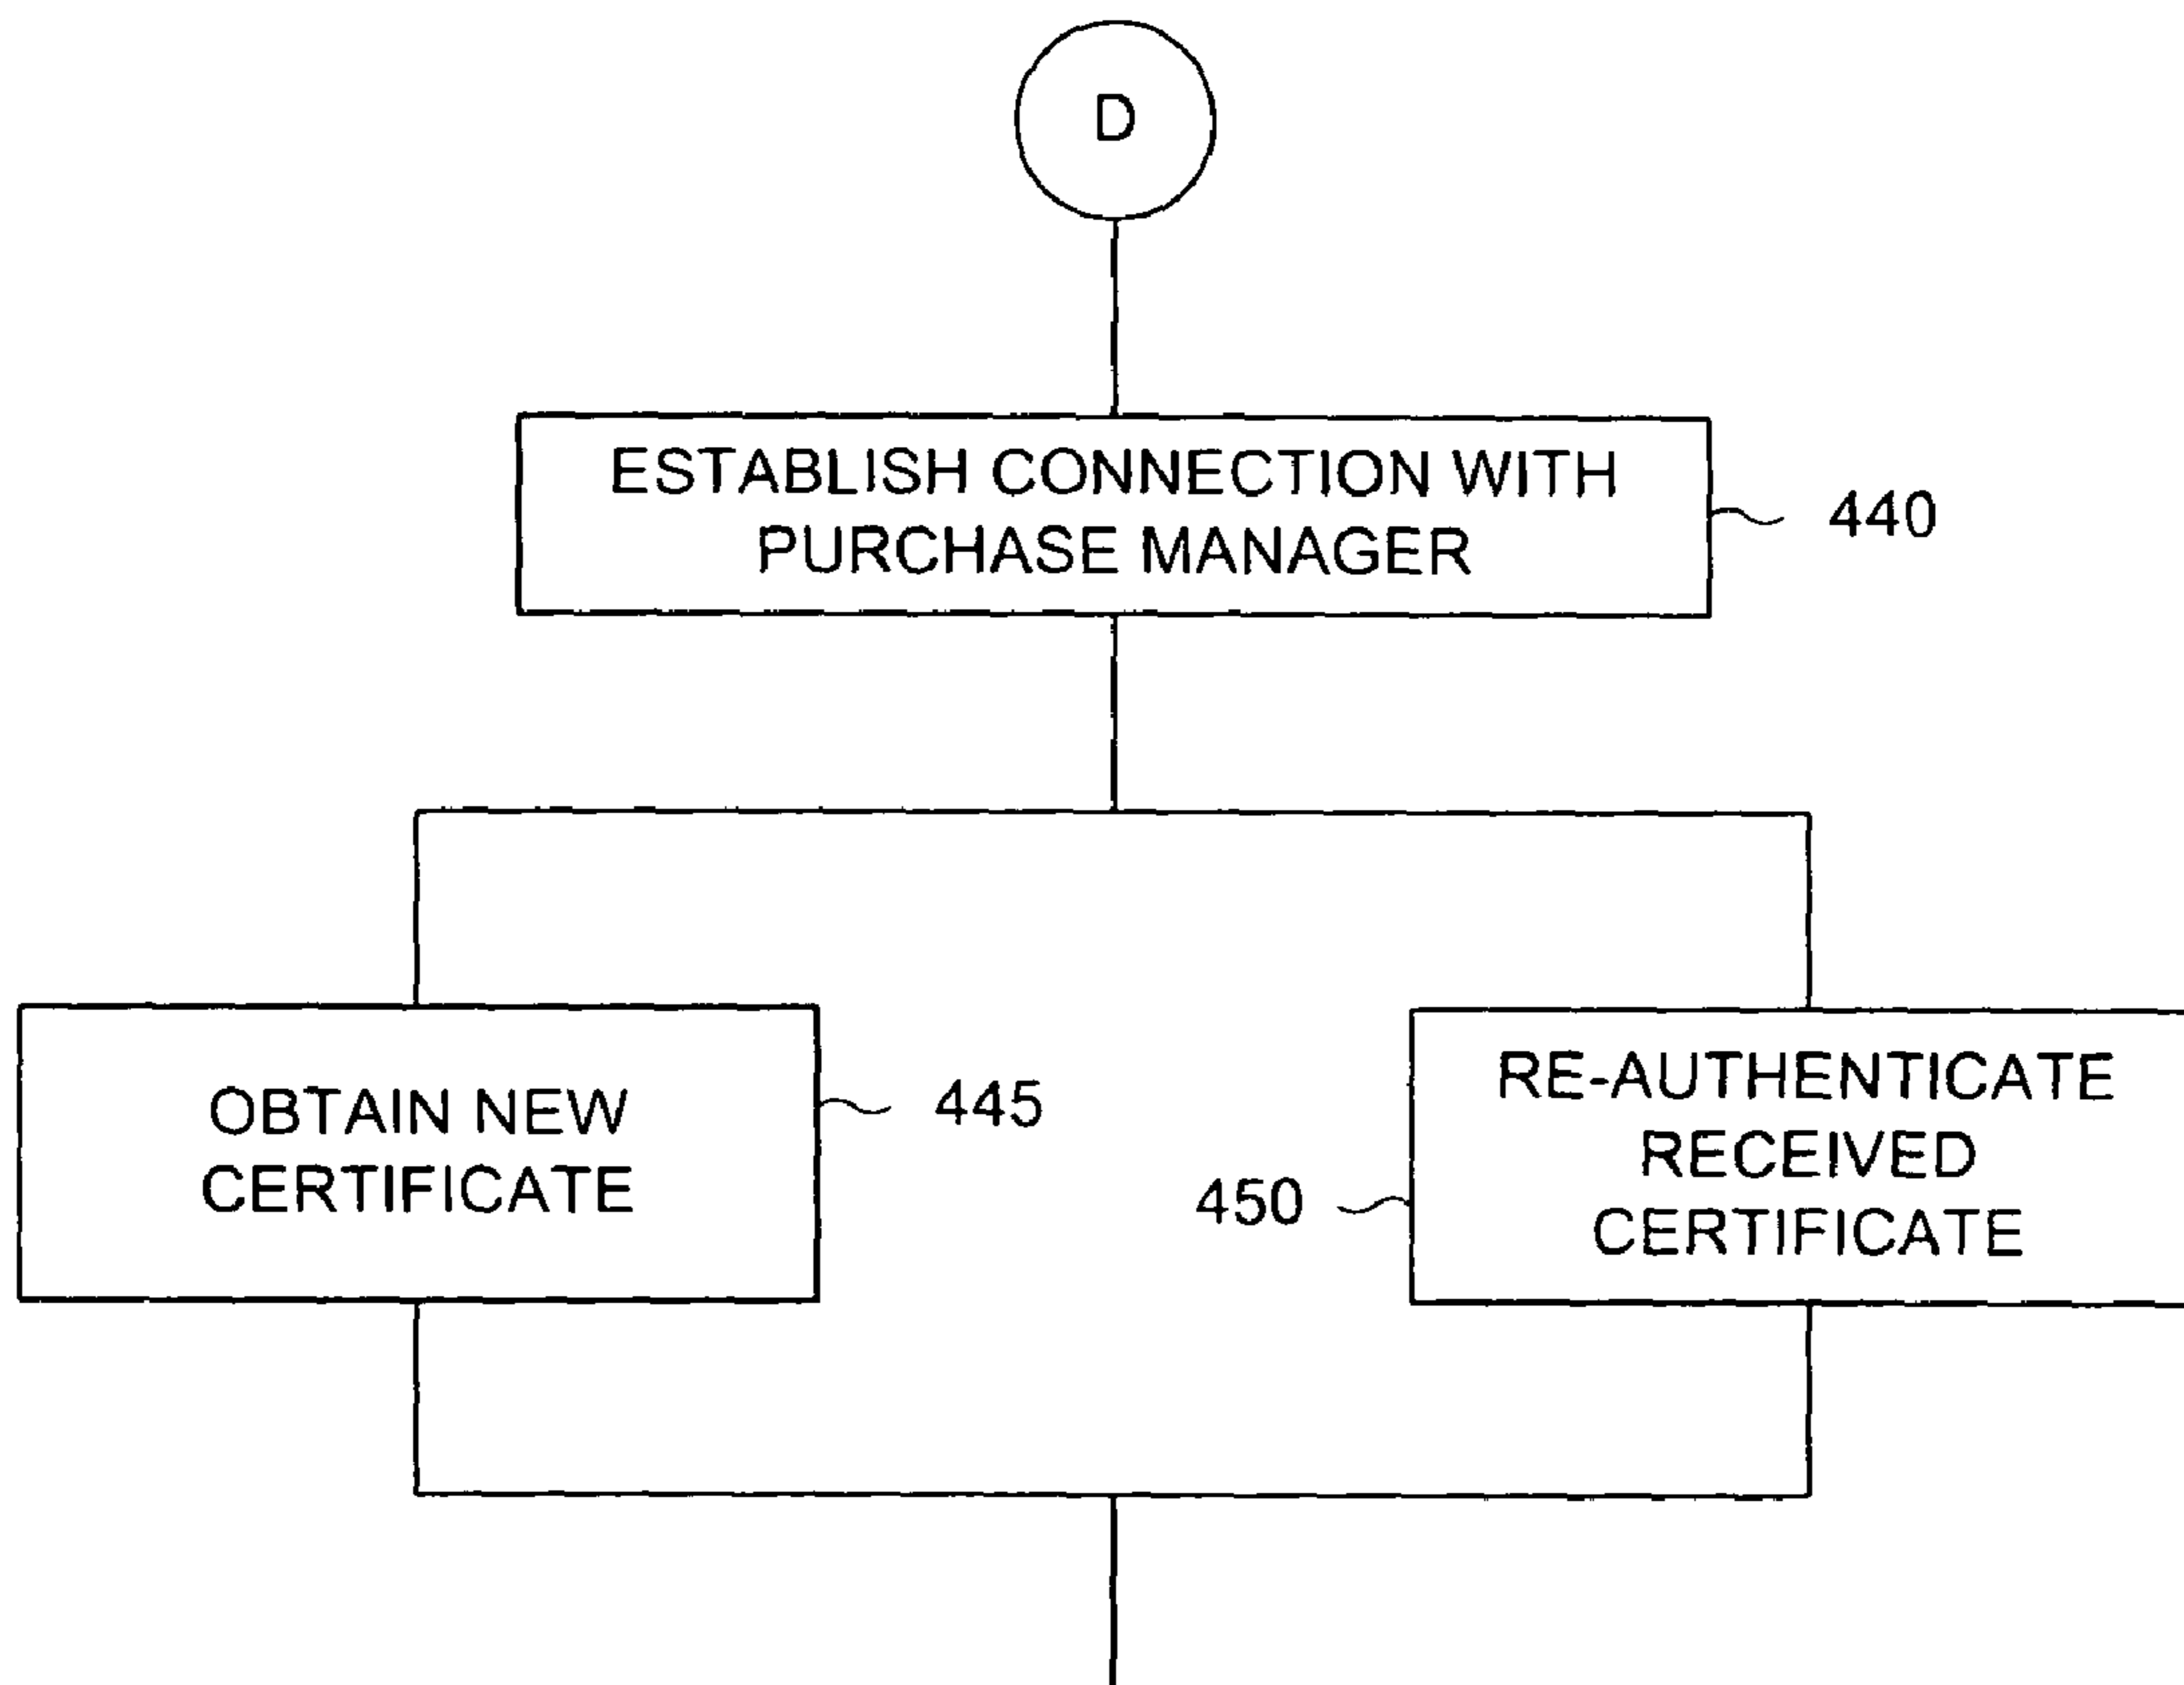 D
ESTABLISH CONNECTION WITH
PURCHASE MANAGER
440
OBTAIN NEW
CERTIFICATE
445
RE-AUTHENTICATE
RECEIVED
CERTIFICATE
450